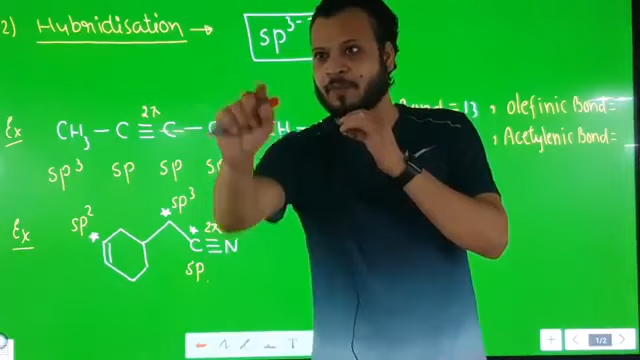 2) Hybridisation →
sp³⁻
Bond = 13, olefinic Bond =
Ex CH₃ – C ≡ C – 2π
, Acetylenic Bond =
sp³ sp sp
sp³
sp² 2π
Ex C ≡ N
sp
T
1/2